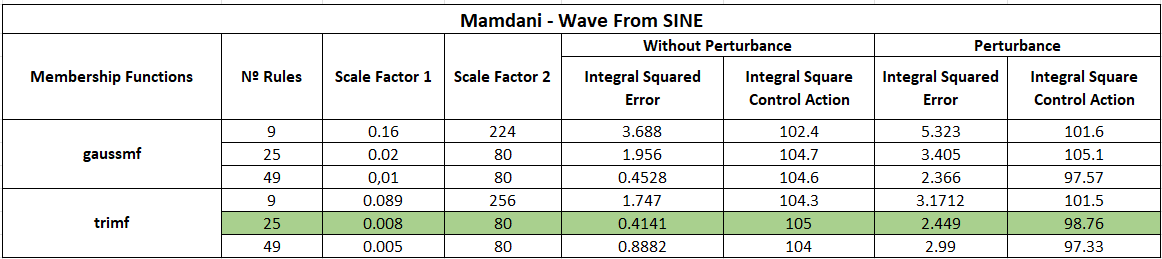 Mamdani - Wave From SINE
Membership Functions Nº Rules Scale Factor 1 Scale Factor 2 Without Perturbance Perturbance
Integral Squared Error Integral Square Control Action Integral Squared Error Integral Square Control Action
gaussmf 9 0.16 224 3.688 102.4 5.323 101.6
25 0.02 80 1.956 104.7 3.405 105.1
49 0,01 80 0.4528 104.6 2.366 97.57
trimf 9 0.089 256 1.747 104.3 3.1712 101.5
25 0.008 80 0.4141 105 2.449 98.76
49 0.005 80 0.8882 104 2.99 97.33